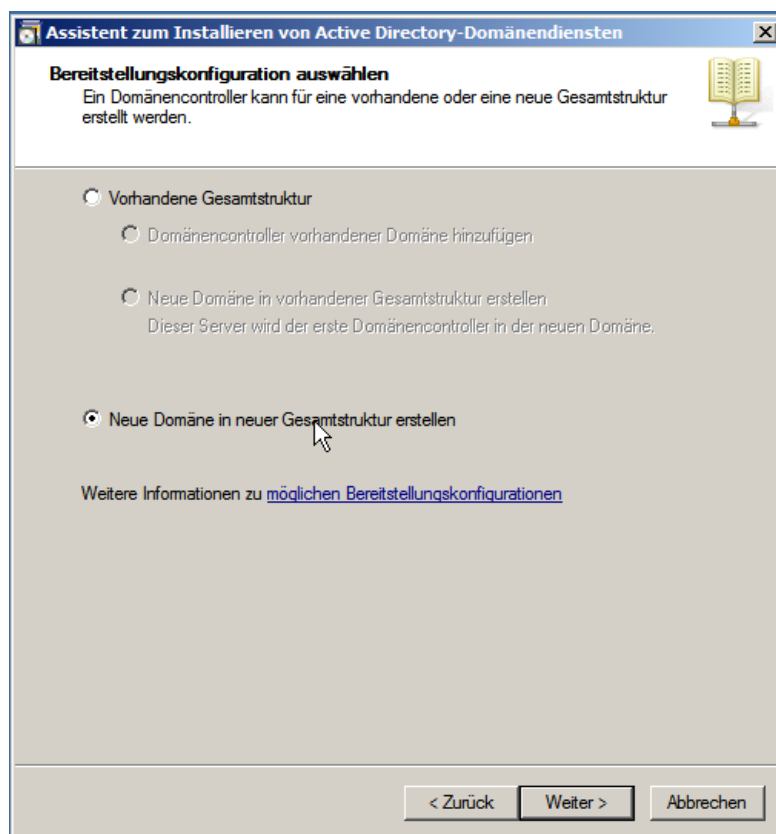 Assistent zum Installieren von Active Directory-Domänendiensten
Bereitstellungskonfiguration auswählen
Ein Domänencontroller kann für eine vorhandene oder eine neue Gesamtstruktur
erstellt werden.
Vorhandene Gesamtstruktur
Domänencontroller vorhandener Domäne hinzufügen
Neue Domäne in vorhandener Gesamtstruktur erstellen
Dieser Server wird der erste Domänencontroller in der neuen Domäne.
Neue Domäne in neuer Gesamtstruktur erstellen
Weitere Informationen zu möglichen Bereitstellungskonfigurationen
< Zurück Weiter > Abbrechen